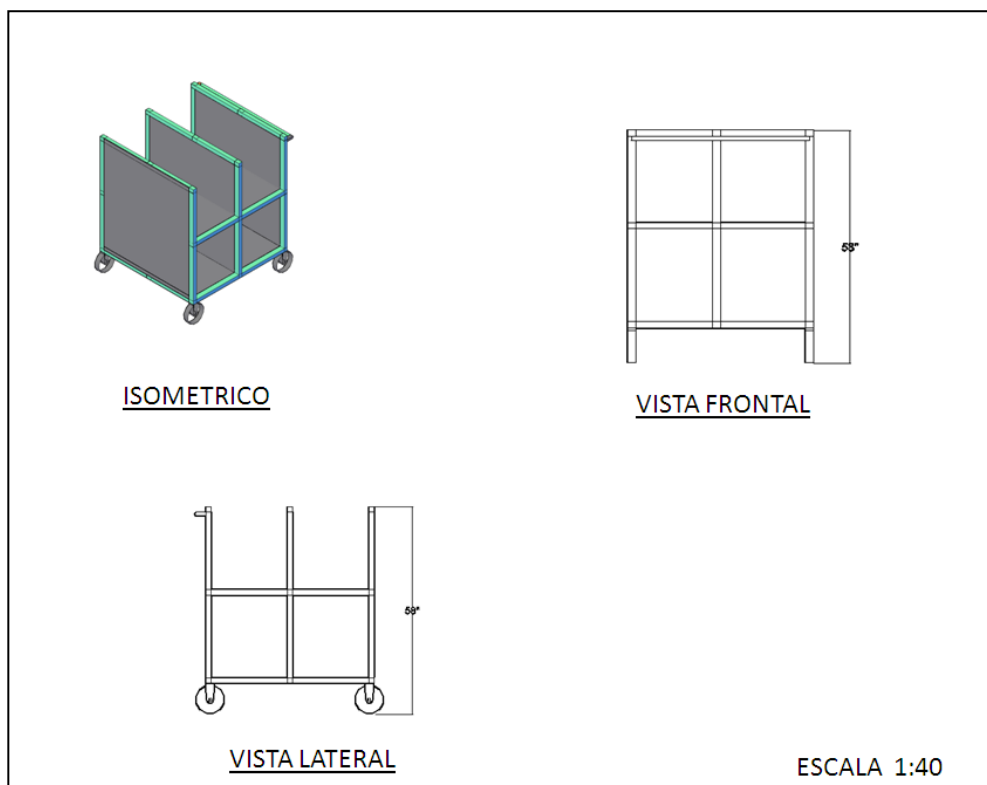 58"
ISOMETRICO
VISTA FRONTAL
58"
VISTA LATERAL
ESCALA 1:40